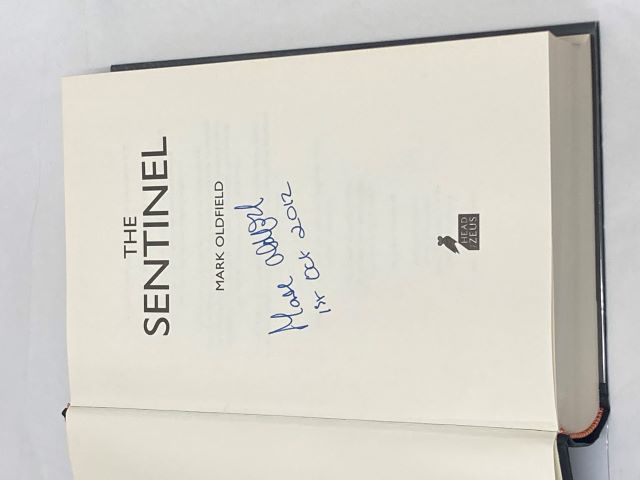 THE
SENTINEL
MARK OLDFIELD
Mark Oldfield
1st Oct 2012
HEAD
ZEUS